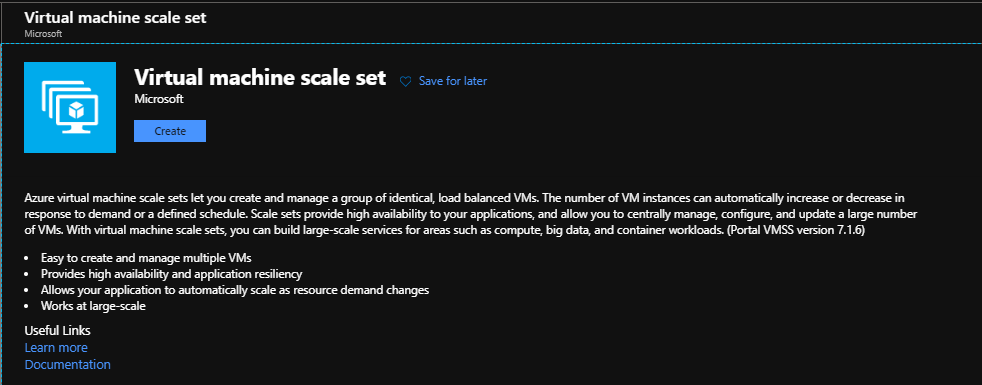 Virtual machine scale set
Microsoft
Virtual machine scale set
Save for later
Microsoft
Create
Azure virtual machine scale sets let you create and manage a group of identical, load balanced VMs. The number of VM instances can automatically increase or decrease in
response to demand or a defined schedule. Scale sets provide high availability to your applications, and allow you to centrally manage, configure, and update a large number
of VMs. With virtual machine scale sets, you can build large-scale services for areas such as compute, big data, and container workloads. (Portal VMSS version 7.1.6)
• Easy to create and manage multiple VMs
• Provides high availability and application resiliency
• Allows your application to automatically scale as resource demand changes
• Works at large-scale
Useful Links
Learn more
Documentation